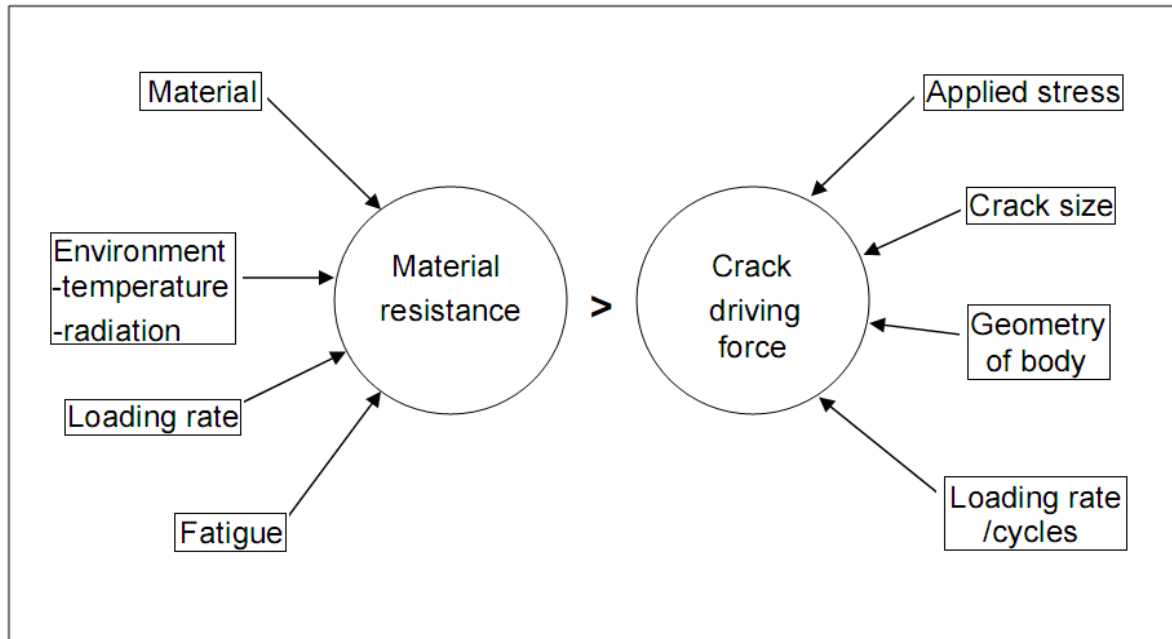 Material
Environment
-temperature
-radiation
Loading rate
Fatigue
Material
resistance
>
Crack
driving
force
Applied stress
Crack size
Geometry
of body
Loading rate
/cycles